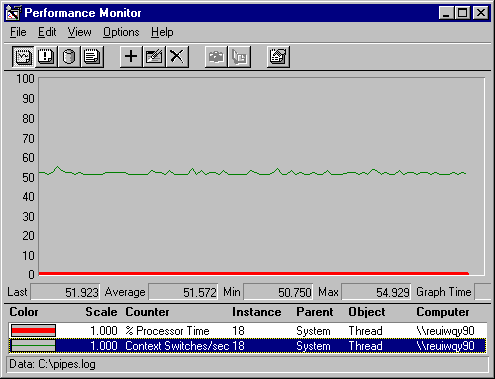 Performance Monitor
File Edit View Options Help
100
90
80
70
60
50
40
30
20
10
0
Last 51.923 Average 51.572 Min 50.750 Max 54.929 Graph Time
Color Scale Counter Instance Parent Object Computer
1.000 % Processor Time 18 System Thread \\reuiwqy90
1.000 Context Switches/sec 18 System Thread \\reuiwqy90
Data: C:\pipes.log